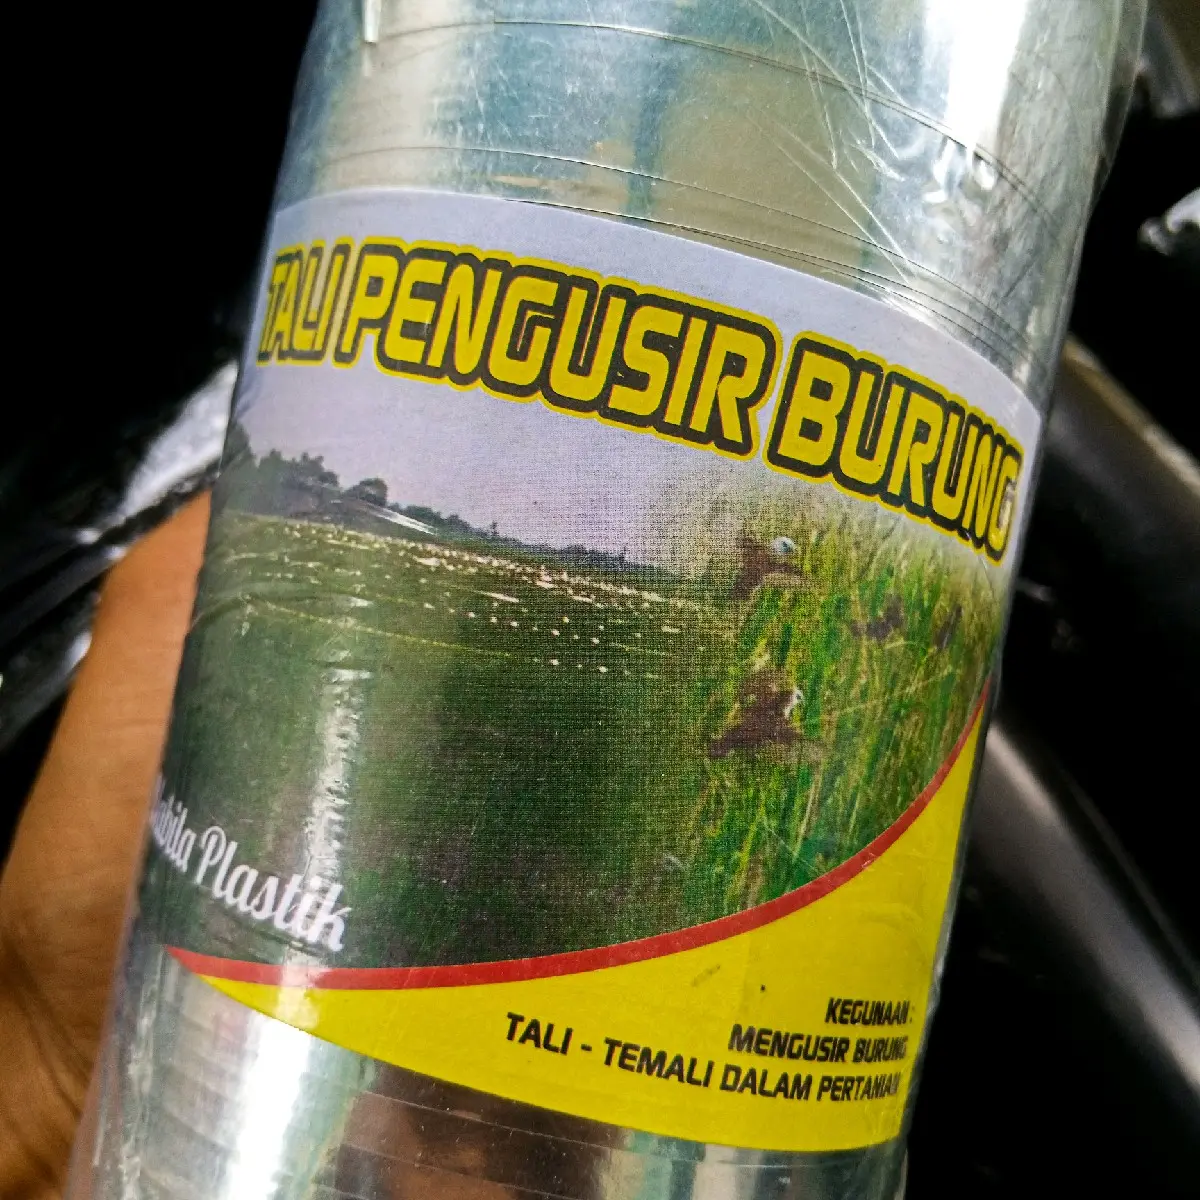 TALI PENGUSIR BURUNG
Plastik
KEGUNAAN :
MENGUSIR BURUNG
TALI - TEMALI DALAM PERTANIAN